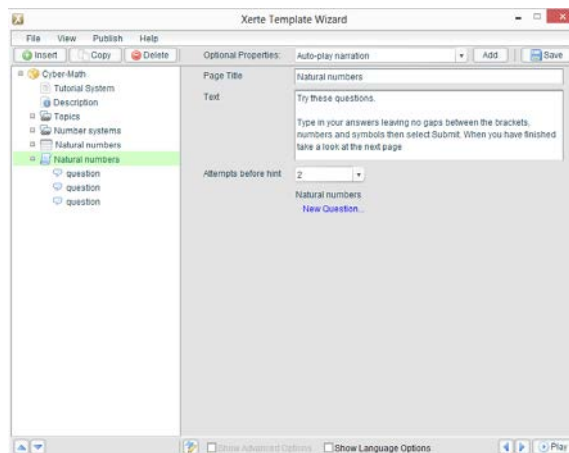 Xerte Template Wizard
File View Publish Help
Insert Copy Delete Optional Properties: Auto-play narration Add Save
Cyber-Math
Tutorial System
Description
Topics
Number systems
Natural numbers
Natural numbers
question
question
question
Page Title Natural numbers
Text Try these questions.
Type in your answers leaving no gaps between the brackets,
numbers and symbols then select Submit. When you have finished
take a look at the next page
Attempts before hint 2
Natural numbers
New Question...
Show Advanced Options Show Language Options Play